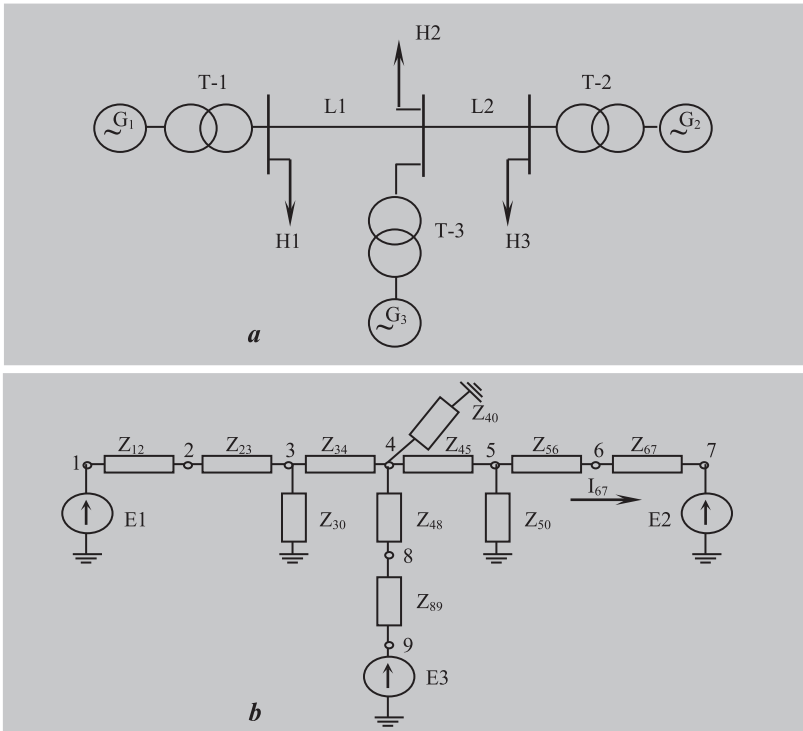 H2
T-1
L1
L2
T-2
~G₁
~G₂
H1
T-3
H3
~G₃
a
Z₄₀
1
Z₁₂
2
Z₂₃
3
Z₃₄
4
Z₄₅
5
Z₅₆
6
Z₆₇
7
I₆₇
E1
Z₃₀
Z₄₈
Z₅₀
E2
8
Z₈₉
9
E3
b